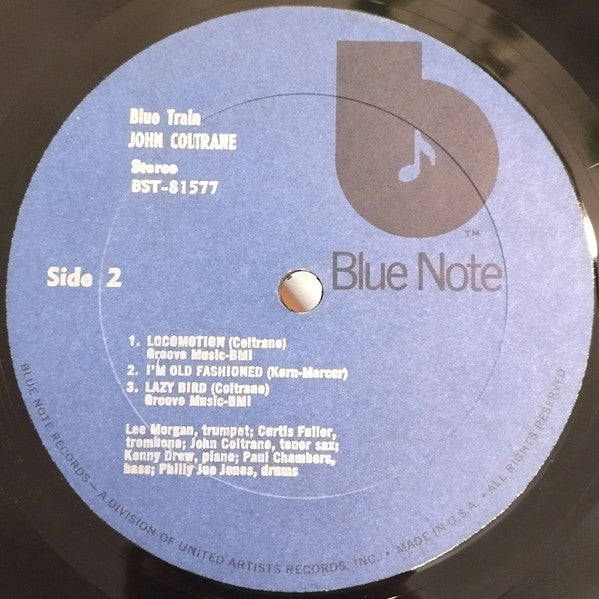 Blue Train
JOHN COLTRANE
Stereo
BST-81577
b
TM
Blue Note
Side 2
1. LOCOMOTION (Coltrane)
Groove Music-BMI
2. I'M OLD FASHIONED (Kern-Mercer)
3. LAZY BIRD (Coltrane)
Groove Music-BMI
Lee Morgan, trumpet; Curtis Fuller,
trombone; John Coltrane, tenor sax;
Kenny Drew, piano; Paul Chambers,
bass; Philly Joe Jones, drums
BLUE NOTE RECORDS — A DIVISION OF UNITED ARTISTS RECORDS, INC. • MADE IN U.S.A. • ALL RIGHTS RESERVED